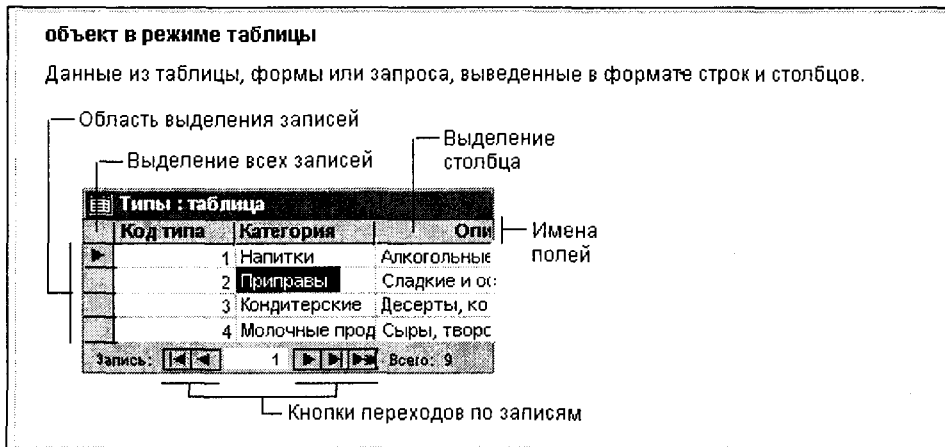 объект в режиме таблицы
Данные из таблицы, формы или запроса, выведенные в формате строк и столбцов.
Область выделения записей
Выделение столбца
Выделение всех записей
Типы : таблица
Код типа Категория Опи
Имена полей
1 Напитки Алкогольные
2 Приправы Сладкие и ос
3 Кондитерские Десерты, ко
4 Молочные прод Сыры, творо
Запись: 1 Всего: 9
Кнопки переходов по записям